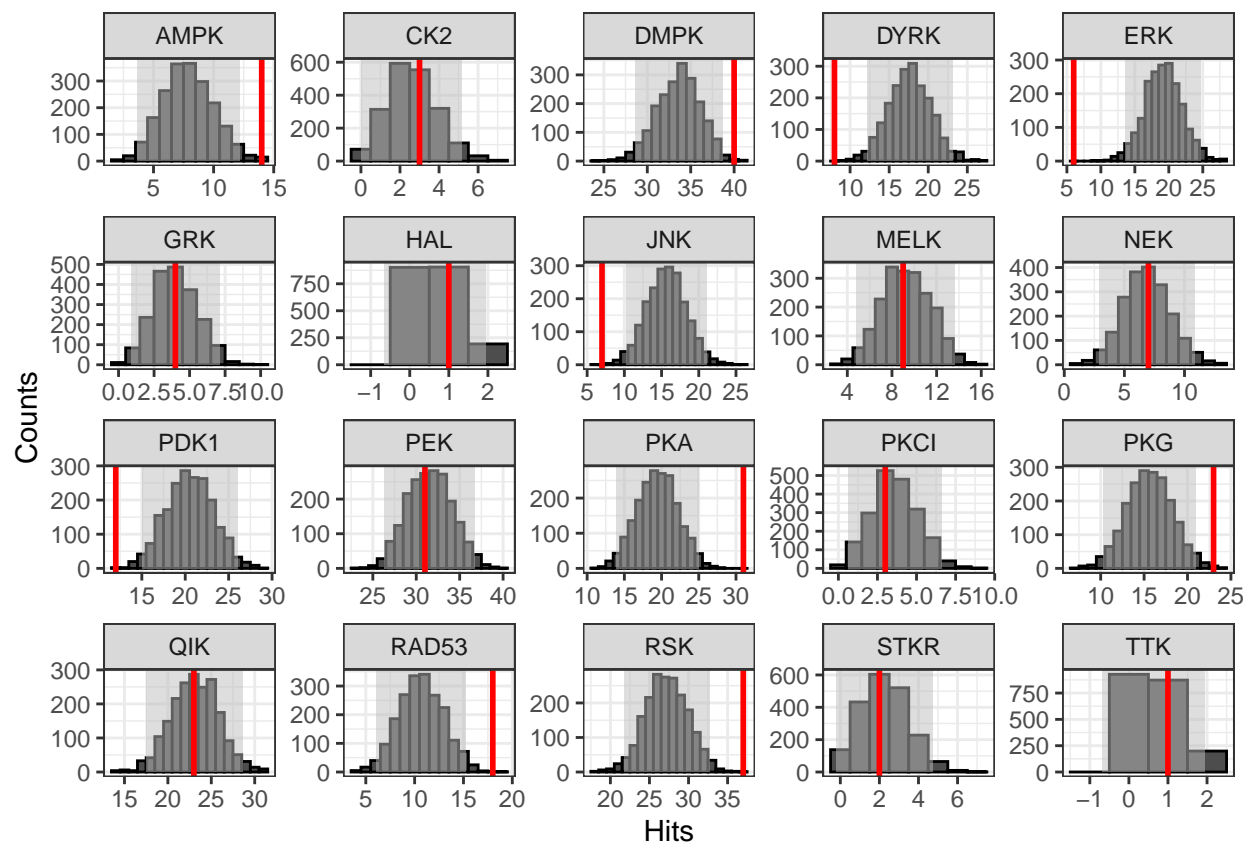 AMPK CK2 DMPK DYRK ERK
300 200 100 0 600 400 200 0 300 200 100 0 300 200 100 0 300 200 100 0
5 10 15 0 2 4 6 25 30 35 40 10 15 20 25 5 10 15 20 25
GRK HAL JNK MELK NEK
500 400 300 200 100 0 750 500 250 0 300 200 100 0 300 200 100 0 400 300 200 100 0
0.0 2.5 5.0 7.5 10.0 −1 0 1 2 5 10 15 20 25 4 8 12 16 0 5 10
Counts
PDK1 PEK PKA PKCI PKG
300 200 100 0 200 100 0 300 200 100 0 500 400 300 200 100 0 300 200 100 0
15 20 25 30 25 30 35 40 10 15 20 25 30 0.0 2.5 5.0 7.5 10.0 10 15 20 25
QIK RAD53 RSK STKR TTK
300 200 100 0 300 200 100 0 300 200 100 0 600 400 200 0 750 500 250 0
15 20 25 30 5 10 15 20 20 25 30 35 0 2 4 6 −1 0 1 2
Hits